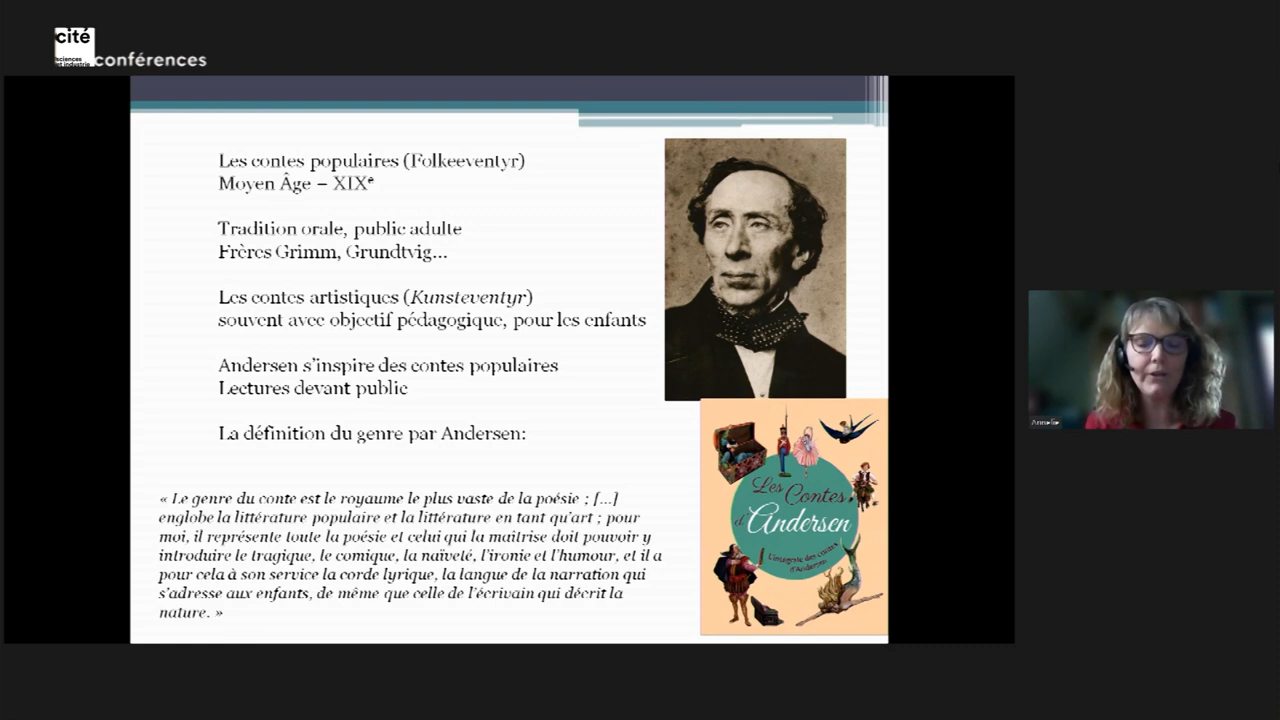 cité
sciences
et industrie
conférences
Les contes populaires (Folkeeventyr)
Moyen Âge – XIXᵉ
Tradition orale, public adulte
Frères Grimm, Grundtvig...
Les contes artistiques (Kunsteventyr)
souvent avec objectif pédagogique, pour les enfants
Andersen s'inspire des contes populaires
Lectures devant public
La définition du genre par Andersen:
« Le genre du conte est le royaume le plus vaste de la poésie ; [...]
englobe la littérature populaire et la littérature en tant qu'art ; pour
moi, il représente toute la poésie et celui qui la maîtrise doit pouvoir y
introduire le tragique, le comique, la naïveté, l'ironie et l'humour, et il a
pour cela à son service la corde lyrique, la langue de la narration qui
s'adresse aux enfants, de même que celle de l'écrivain qui décrit la
nature. »
Les Contes
d'Andersen
L'intégrale des contes
d'Andersen
Annelie